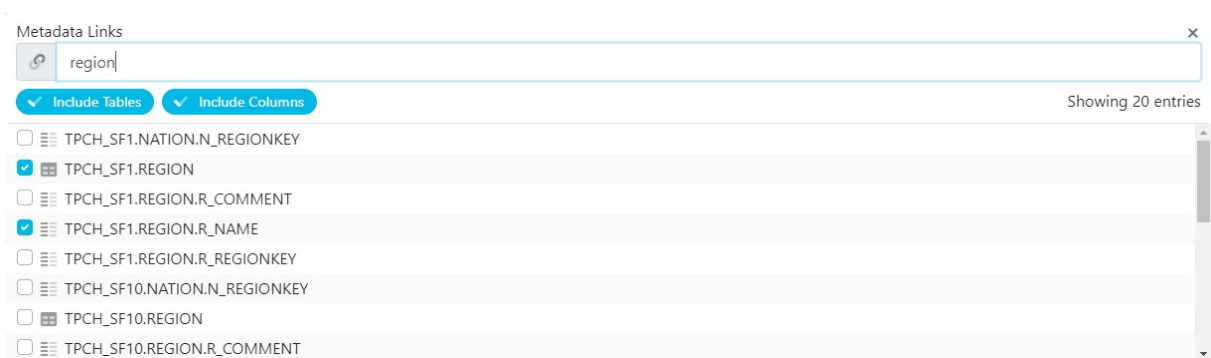 Metadata Links
region
Include Tables Include Columns Showing 20 entries
TPCH_SF1.NATION.N_REGIONKEY
TPCH_SF1.REGION
TPCH_SF1.REGION.R_COMMENT
TPCH_SF1.REGION.R_NAME
TPCH_SF1.REGION.R_REGIONKEY
TPCH_SF10.NATION.N_REGIONKEY
TPCH_SF10.REGION
TPCH_SF10.REGION.R_COMMENT